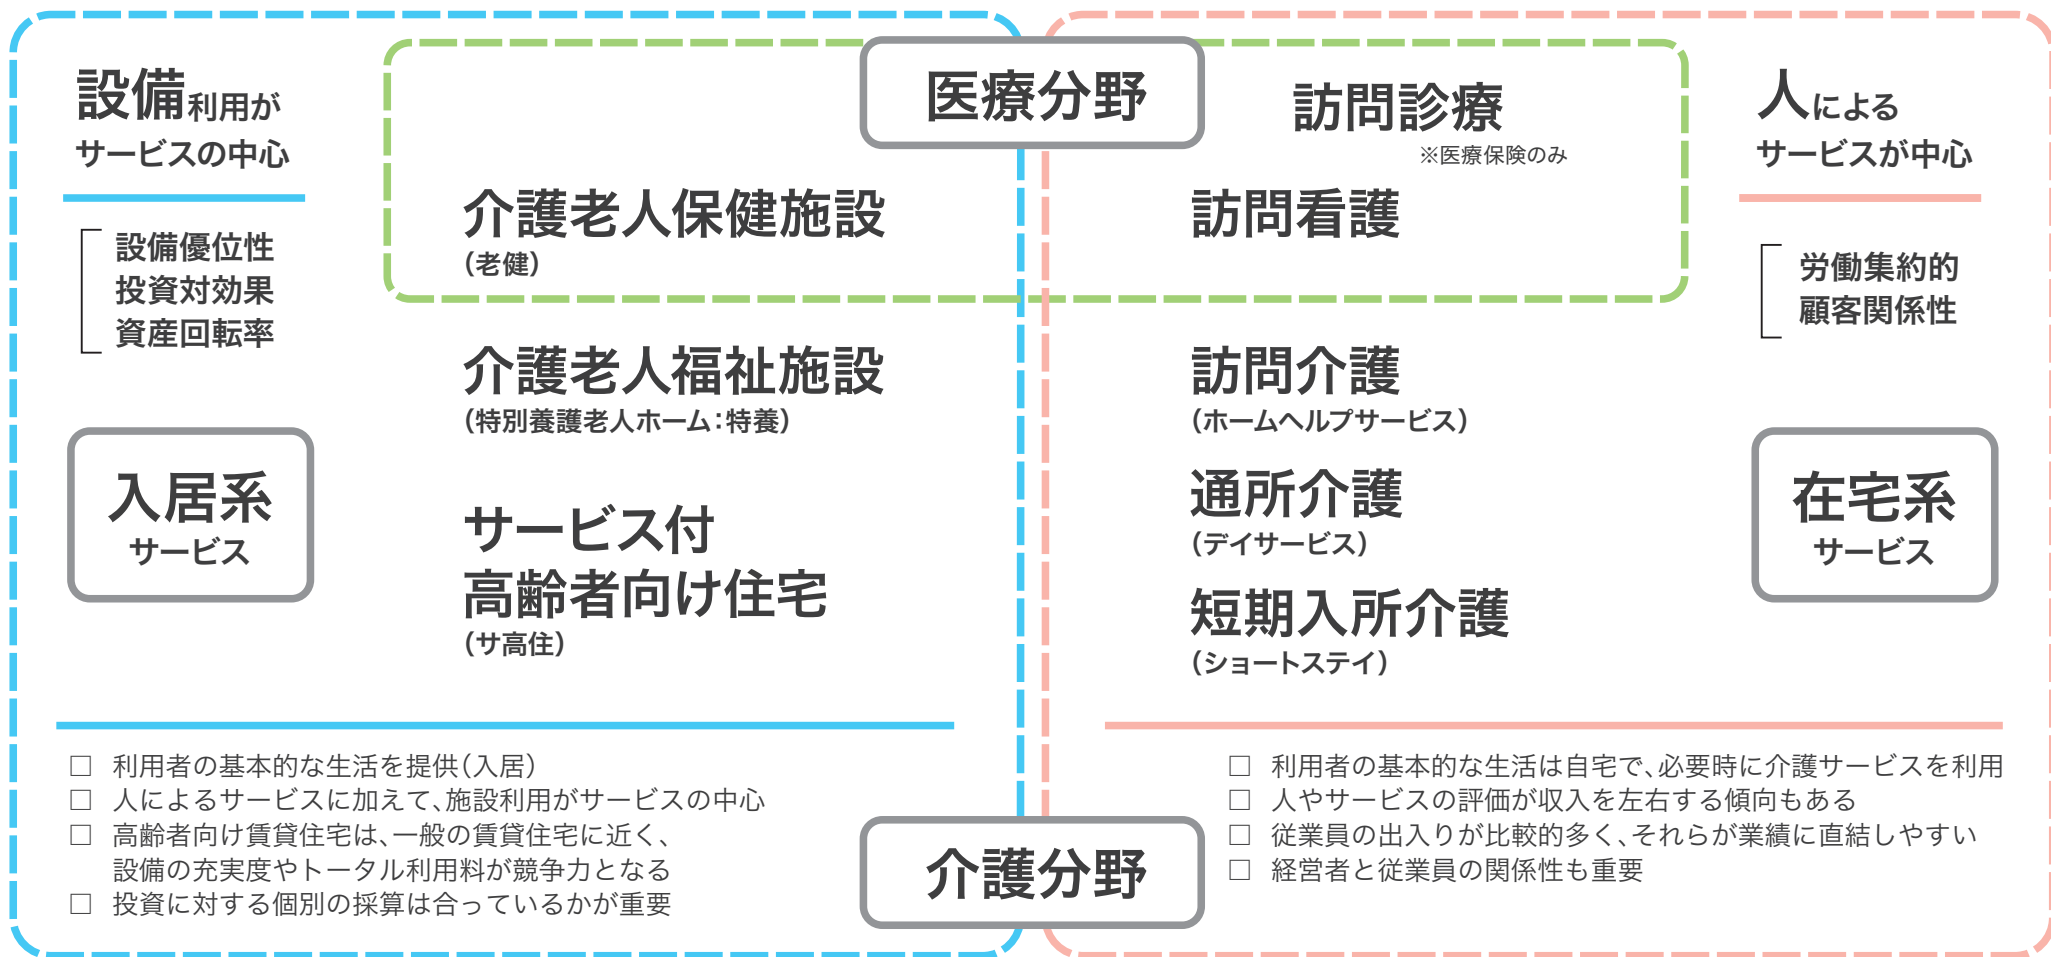 医療分野
設備利用が
サービスの中心
設備優位性
投資対効果
資産回転率
入居系
サービス
介護老人保健施設
(老健)
介護老人福祉施設
(特別養護老人ホーム:特養)
サービス付
高齢者向け住宅
(サ高住)
□ 利用者の基本的な生活を提供(入居)
□ 人によるサービスに加えて、施設利用がサービスの中心
□ 高齢者向け賃貸住宅は、一般の賃貸住宅に近く、
設備の充実度やトータル利用料が競争力となる
□ 投資に対する個別の採算は合っているかが重要
訪問診療
※医療保険のみ
訪問看護
訪問介護
(ホームヘルプサービス)
通所介護
(デイサービス)
短期入所介護
(ショートステイ)
人による
サービスが中心
労働集約的
顧客関係性
在宅系
サービス
□ 利用者の基本的な生活は自宅で、必要時に介護サービスを利用
□ 人やサービスの評価が収入を左右する傾向もある
□ 従業員の出入りが比較的多く、それらが業績に直結しやすい
□ 経営者と従業員の関係性も重要
介護分野